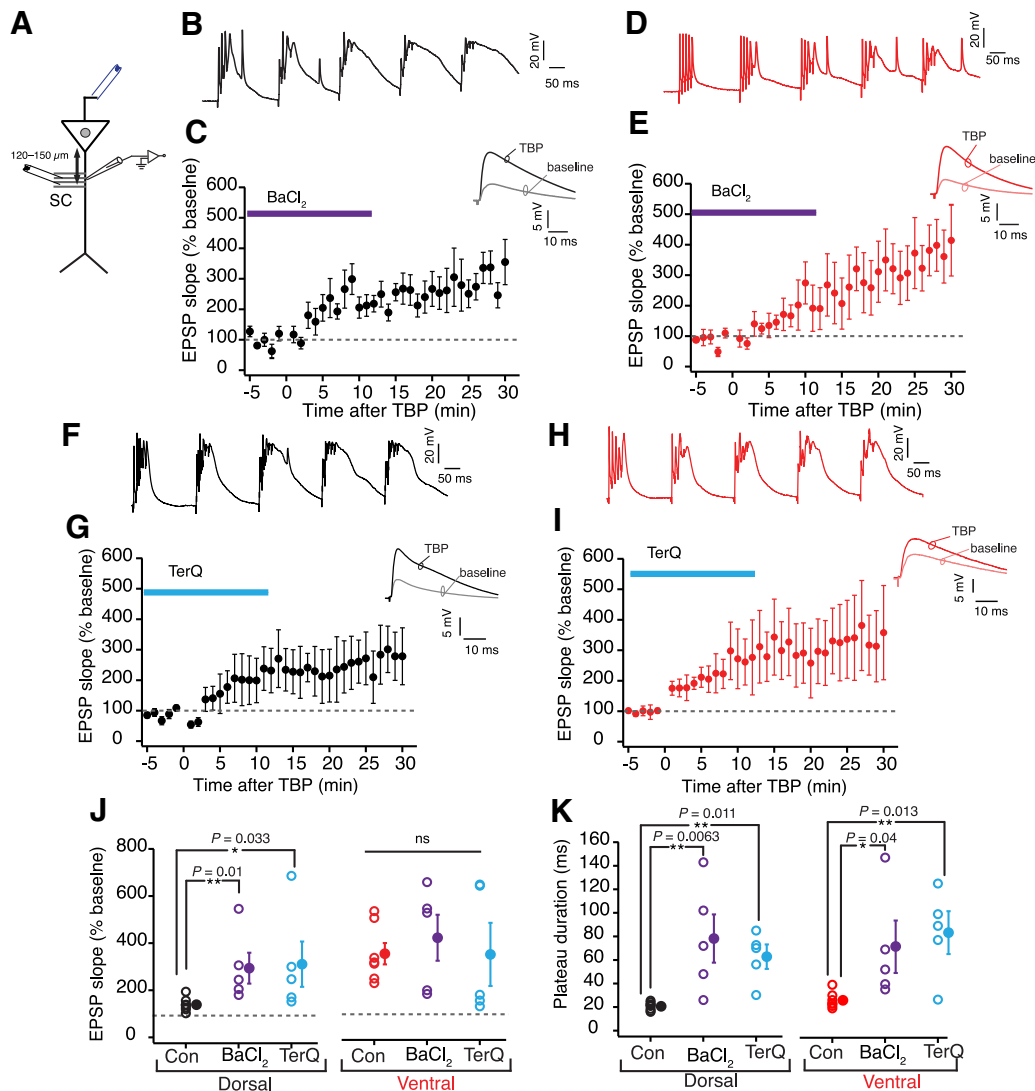 A
120–150 µm
SC
B
20 mV
50 ms
D
20 mV
50 ms
C
TBP
baseline
5 mV
10 ms
BaCl2
EPSP slope (% baselne)
600
500
400
300
200
100
0
-5 0 5 10 15 20 25 30
Time after TBP (min)
E
TBP
baseline
5 mV
10 ms
BaCl2
EPSP slope (% baselne)
600
500
400
300
200
100
0
-5 0 5 10 15 20 25 30
Time after TBP (min)
F
20 mV
50 ms
H
20 mV
50 ms
G
TBP
baseline
5 mV
10 ms
TerQ
EPSP slope (% baselne)
600
500
400
300
200
100
0
-5 0 5 10 15 20 25 30
Time after TBP (min)
I
TBP
baseline
5 mV
10 ms
TerQ
EPSP slope (% baselne)
600
500
400
300
200
100
0
-5 0 5 10 15 20 25 30
Time after TBP (min)
J
P = 0.033
*
P = 0.01
**
ns
EPSP slope (% baselne)
800
600
400
200
0
Con BaCl2 TerQ
Dorsal
Con BaCl2 TerQ
Ventral
K
P = 0.011
**
P = 0.0063
**
P = 0.013
**
P = 0.04
*
Plateau duration (ms)
160
140
120
100
80
60
40
20
0
Con BaCl2 TerQ
Dorsal
Con BaCl2 TerQ
Ventral